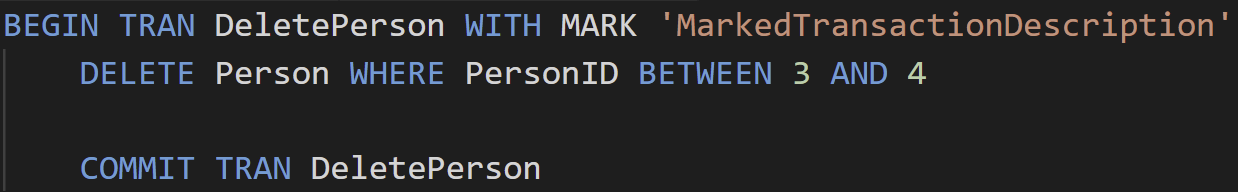 BEGIN TRAN DeletePerson WITH MARK 'MarkedTransactionDescription'
DELETE Person WHERE PersonID BETWEEN 3 AND 4
COMMIT TRAN DeletePerson